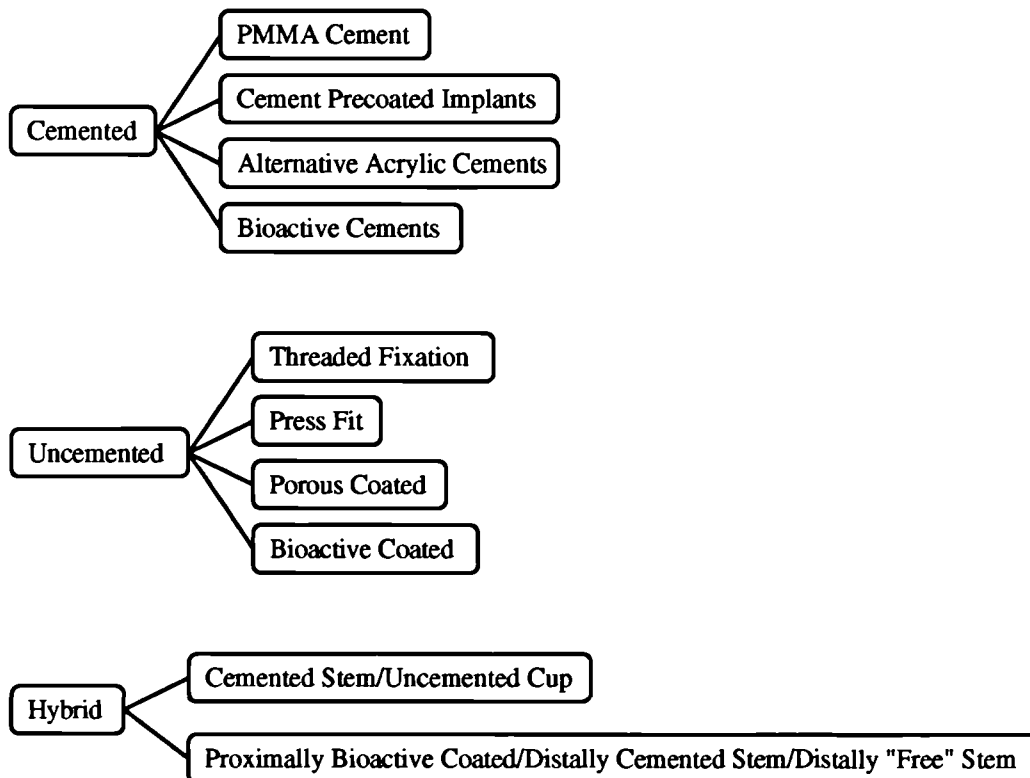 PMMA Cement
Cement Precoated Implants
Cemented
Alternative Acrylic Cements
Bioactive Cements
Threaded Fixation
Press Fit
Uncemented
Porous Coated
Bioactive Coated
Cemented Stem/Uncemented Cup
Hybrid
Proximally Bioactive Coated/Distally Cemented Stem/Distally "Free" Stem